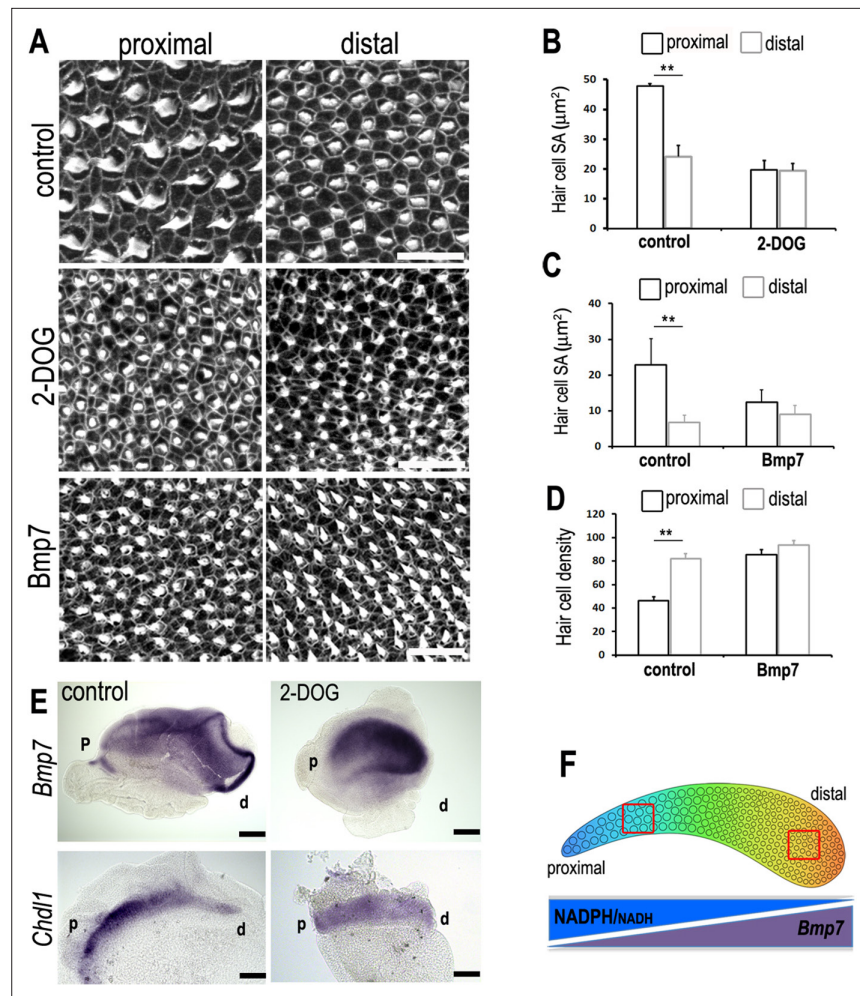 A
proximal
distal
control
2-DOG
Bmp7
B
proximal
distal
Hair cell SA (μm²)
50
40
30
20
10
0
**
control
2-DOG
C
proximal
distal
Hair cell SA (μm²)
40
30
20
10
0
**
control
Bmp7
D
proximal
distal
Hair cell density
120
100
80
60
40
20
0
**
control
Bmp7
E
control
2-DOG
Bmp7
P
d
p
d
Chdl1
p
d
p
d
F
distal
proximal
NADPH/NADH
Bmp7